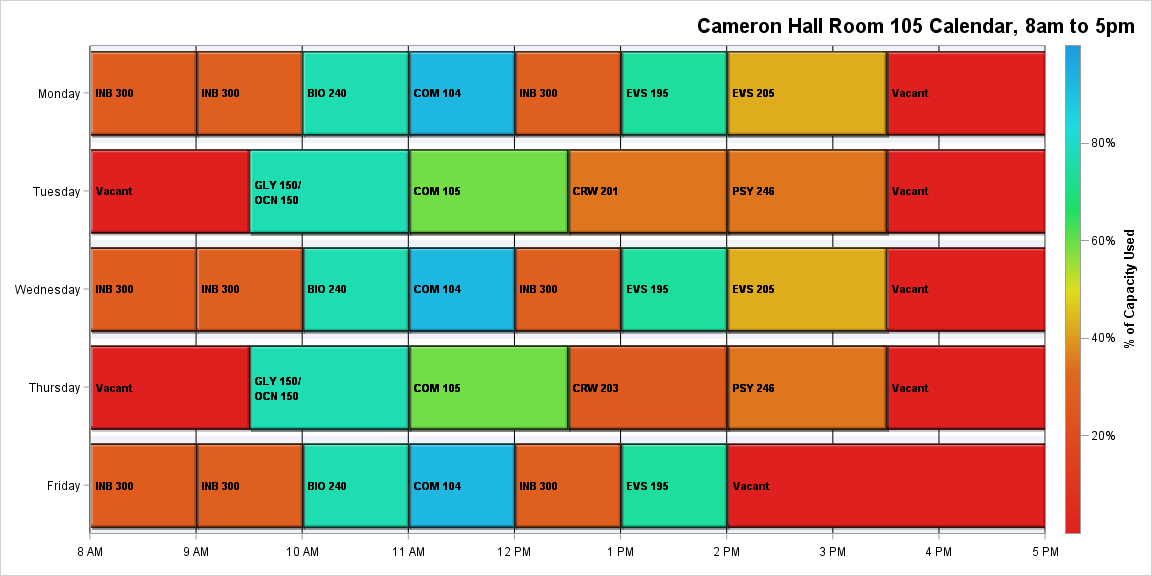 Cameron Hall Room 105 Calendar, 8am to 5pm
Monday
INB 300
INB 300
BIO 240
COM 104
INB 300
EVS 195
EVS 205
Vacant
Tuesday
Vacant
GLY 150/
OCN 150
COM 105
CRW 201
PSY 246
Vacant
Wednesday
INB 300
INB 300
BIO 240
COM 104
INB 300
EVS 195
EVS 205
Vacant
Thursday
Vacant
GLY 150/
OCN 150
COM 105
CRW 203
PSY 246
Vacant
Friday
INB 300
INB 300
BIO 240
COM 104
INB 300
EVS 195
Vacant
8 AM
9 AM
10 AM
11 AM
12 PM
1 PM
2 PM
3 PM
4 PM
5 PM
80%
60%
40%
20%
% of Capacity Used